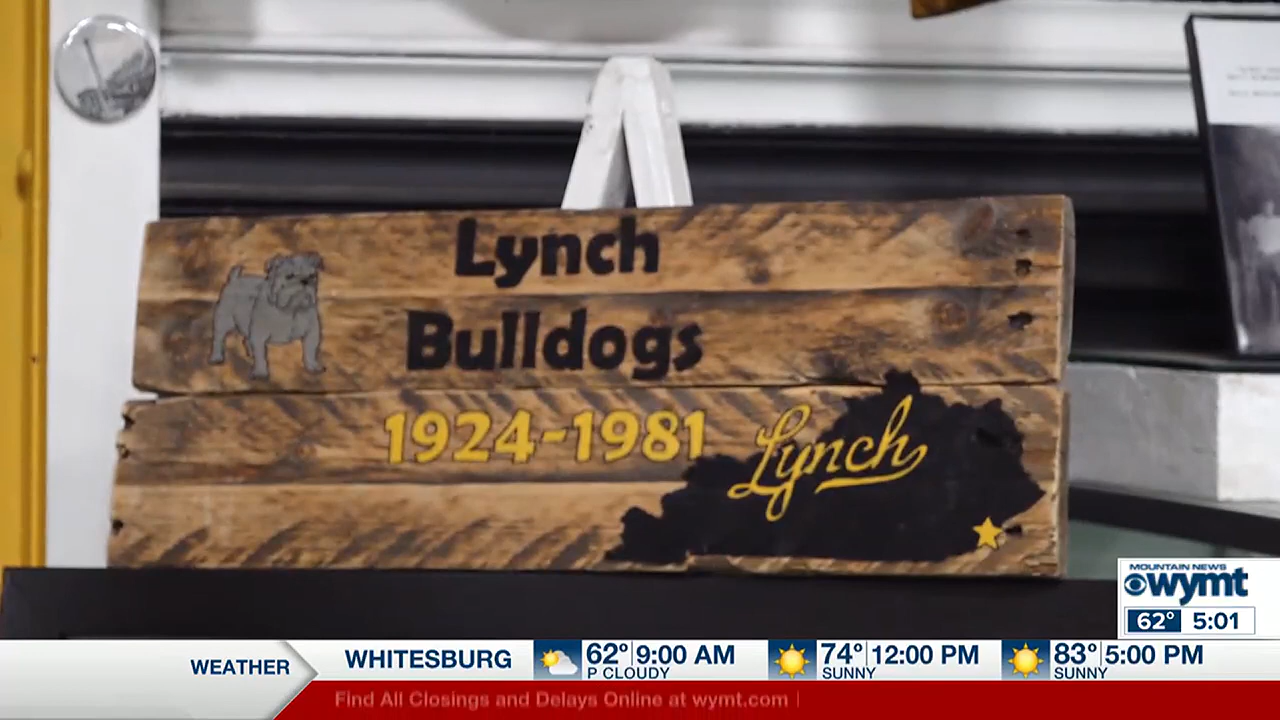 Lynch
Bulldogs
1924-1981
Lynch
MOUNTAIN NEWS
wymt
62° 5:01
WEATHER
WHITESBURG
62° 9:00 AM
P CLOUDY
74° 12:00 PM
SUNNY
83° 5:00 PM
SUNNY
Find All Closings and Delays Online at wymt.com